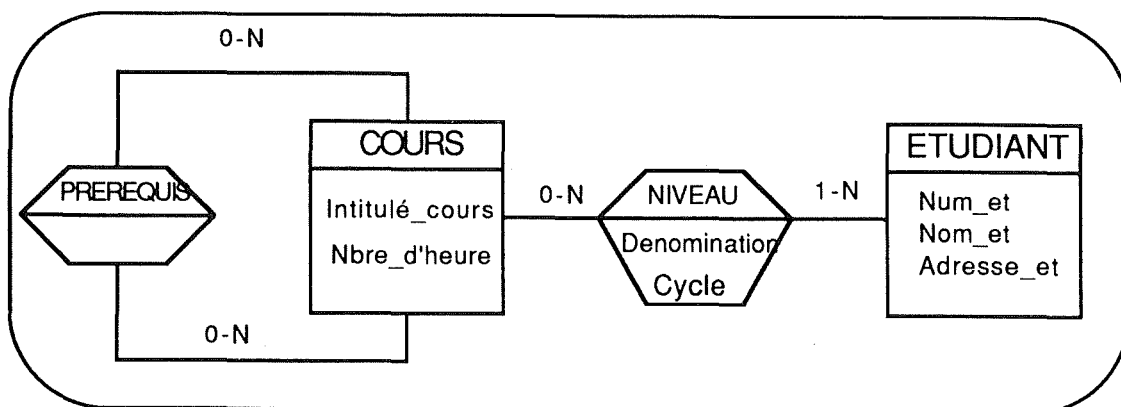 0-N
COURS
ETUDIANT
PREREQUIS
Intitulé_cours
Nbre_d'heure
0-N
NIVEAU
Denomination
Cycle
1-N
Num_et
Nom_et
Adresse_et
0-N